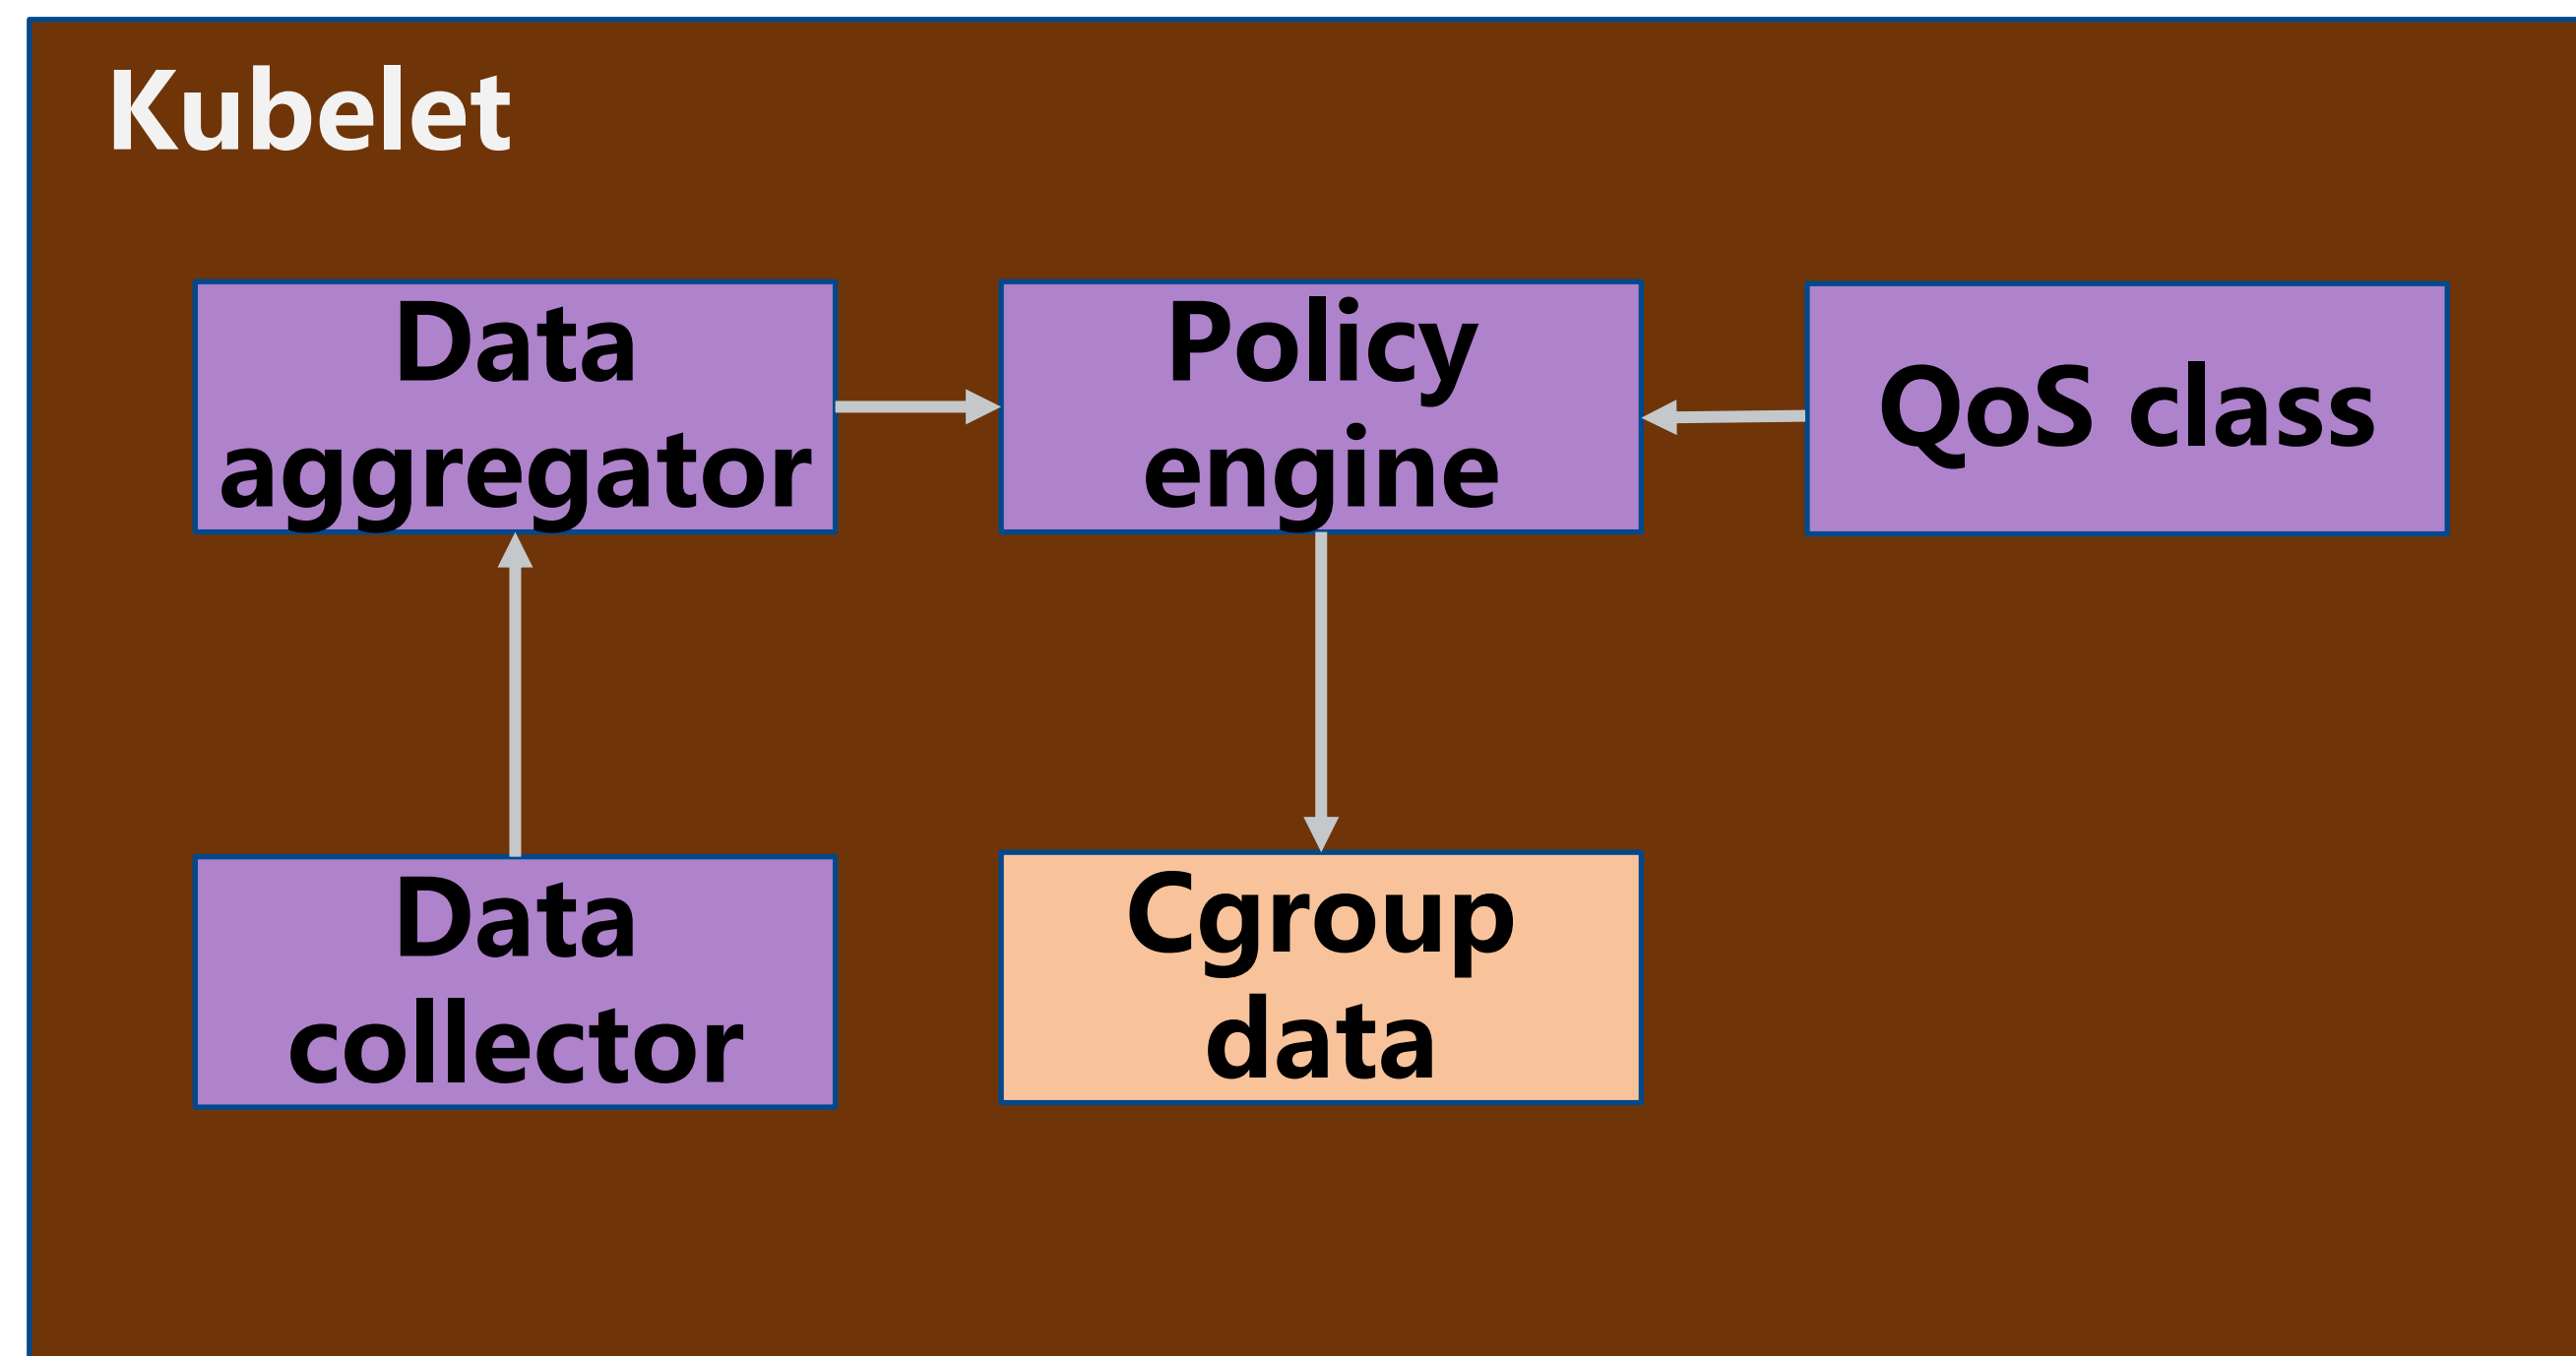 Kubelet
Data
aggregator
Policy
engine
QoS class
Data
collector
Cgroup
data